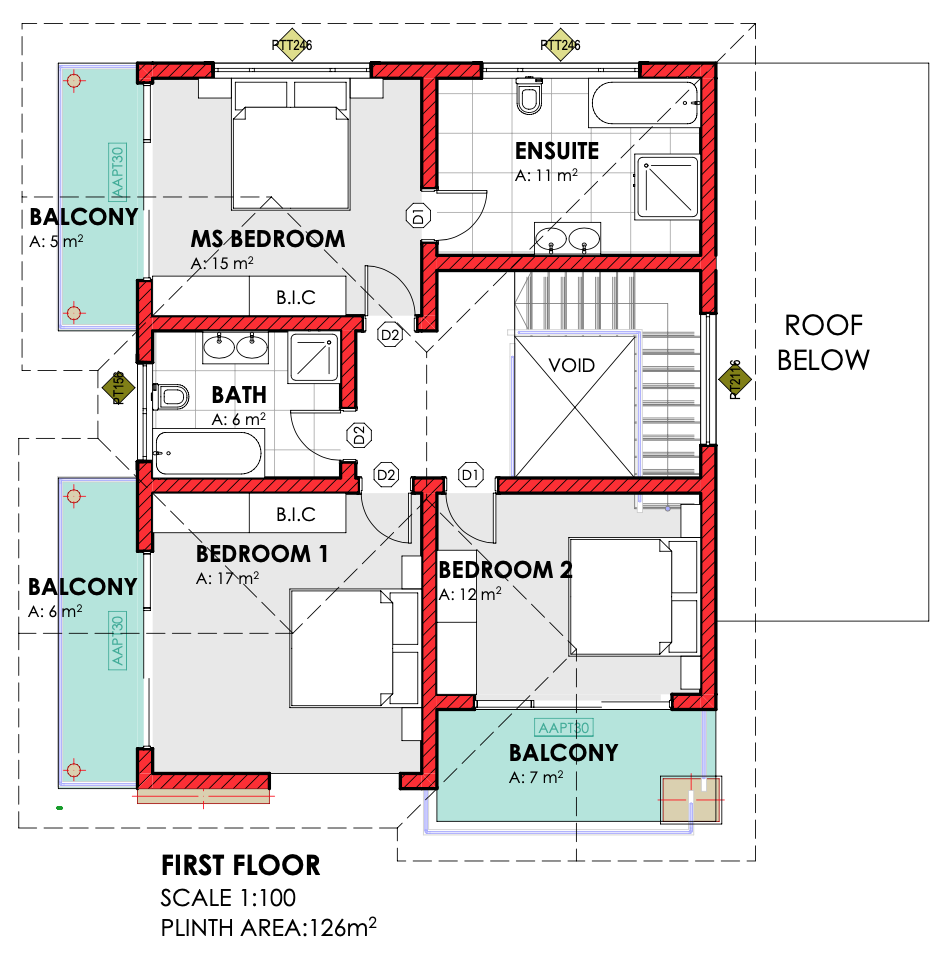 PTT246
PTT246
AAPT30
ENSUITE
A: 11 m²
BALCONY
A: 5 m²
D1
MS BEDROOM
A: 15 m²
B.I.C
D2
ROOF
BELOW
VOID
PT156
BATH
A: 6 m²
PT2116
D2
D2
D1
B.I.C
BEDROOM 1
A: 17 m²
BEDROOM 2
A: 12 m²
BALCONY
A: 6 m²
AAPT30
AAPT30
BALCONY
A: 7 m²
FIRST FLOOR
SCALE 1:100
PLINTH AREA:126m²